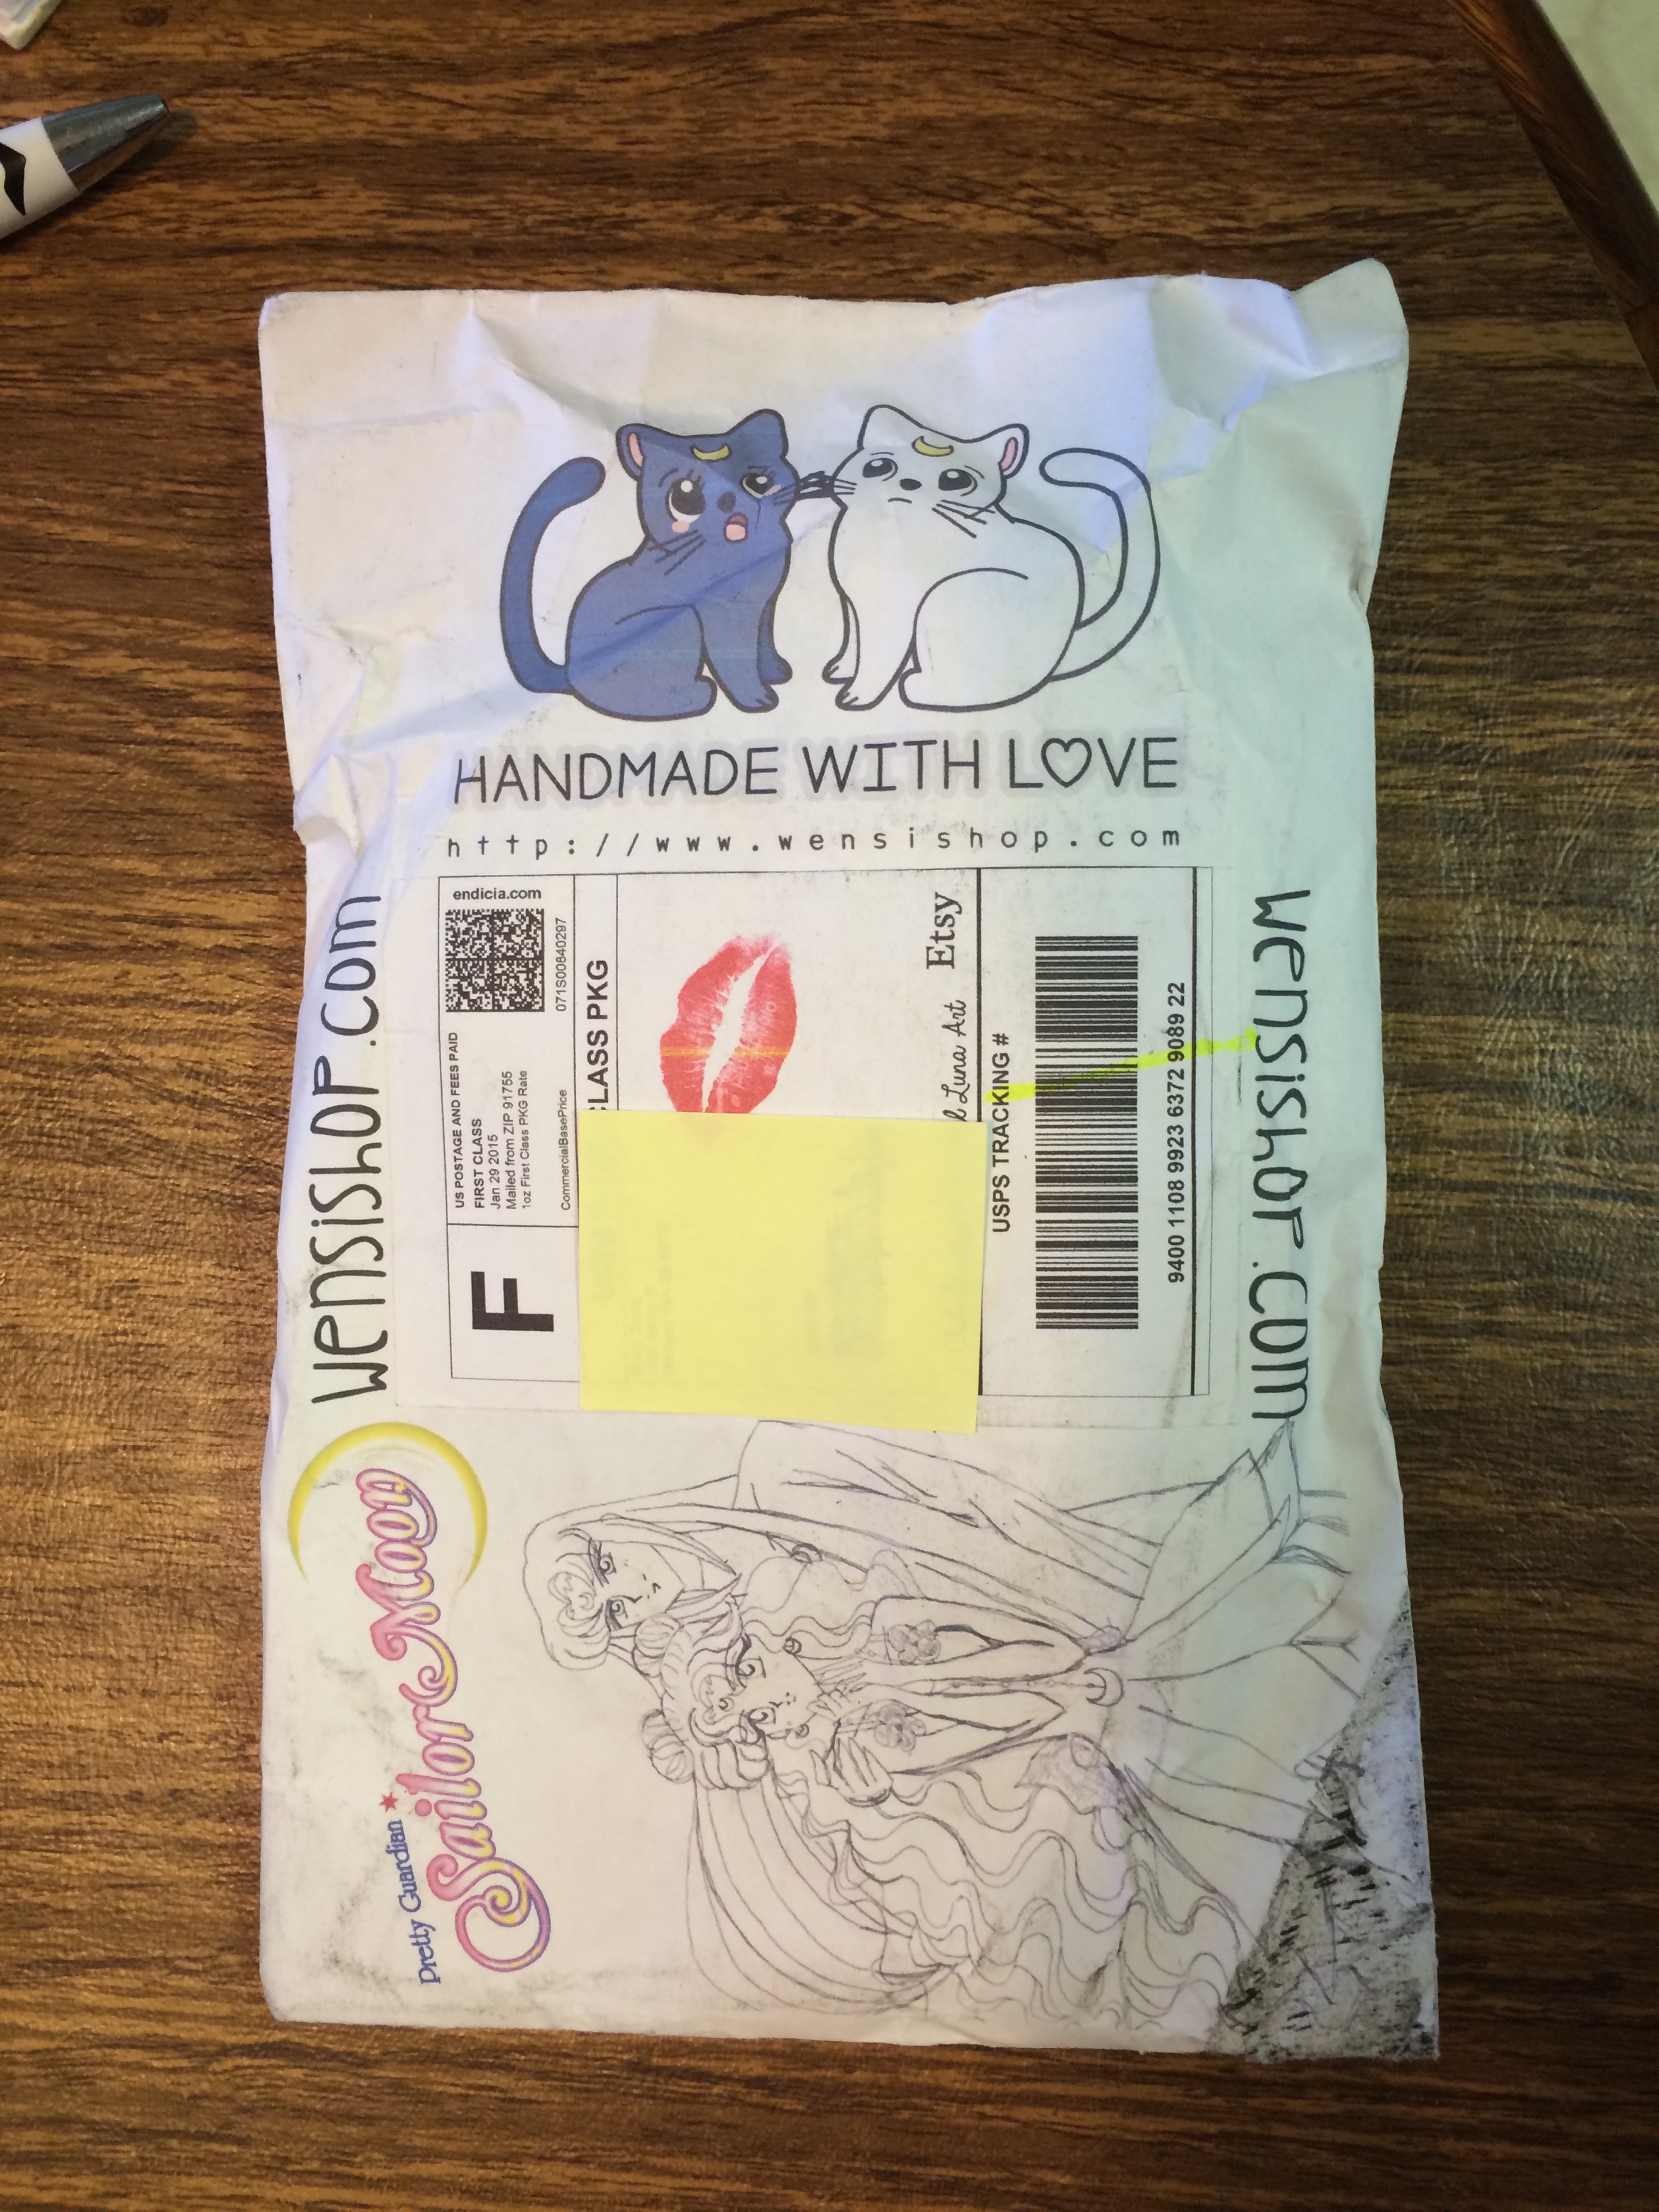 HANDMADE WITH LOVE
http://www.wensishop.com
wensishop.com
endicia.com
071S00840297
US POSTAGE AND FEES PAID
FIRST CLASS
Jan 29 2015
Mailed from ZIP 91755
1oz First Class PKG Rate
CommercialBasePrice
F
CLASS PKG
Luna Art Etsy
USPS TRACKING #
9400 1108 9923 6372 9089 22
wensishop.com
Pretty Guardian
Sailor Moon